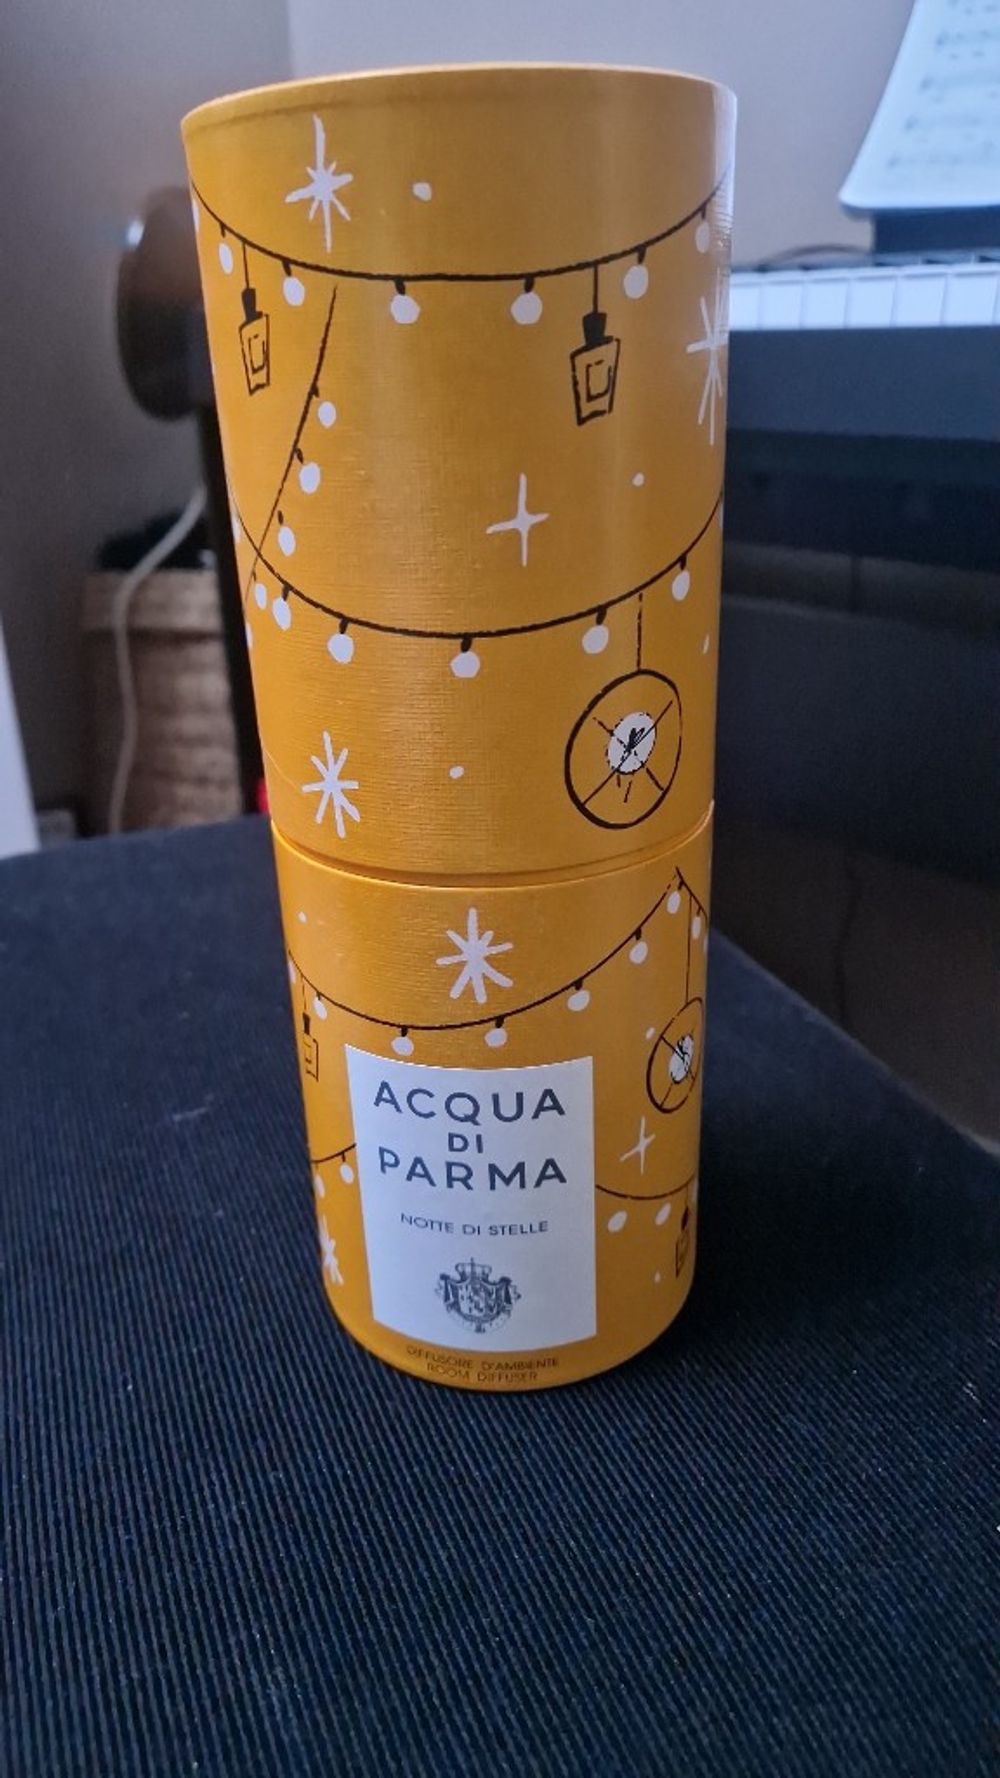 ACQUA
DI
PARMA
NOTTE DI STELLE
DIFFUSORE D'AMBIENTE
ROOM DIFFUSER